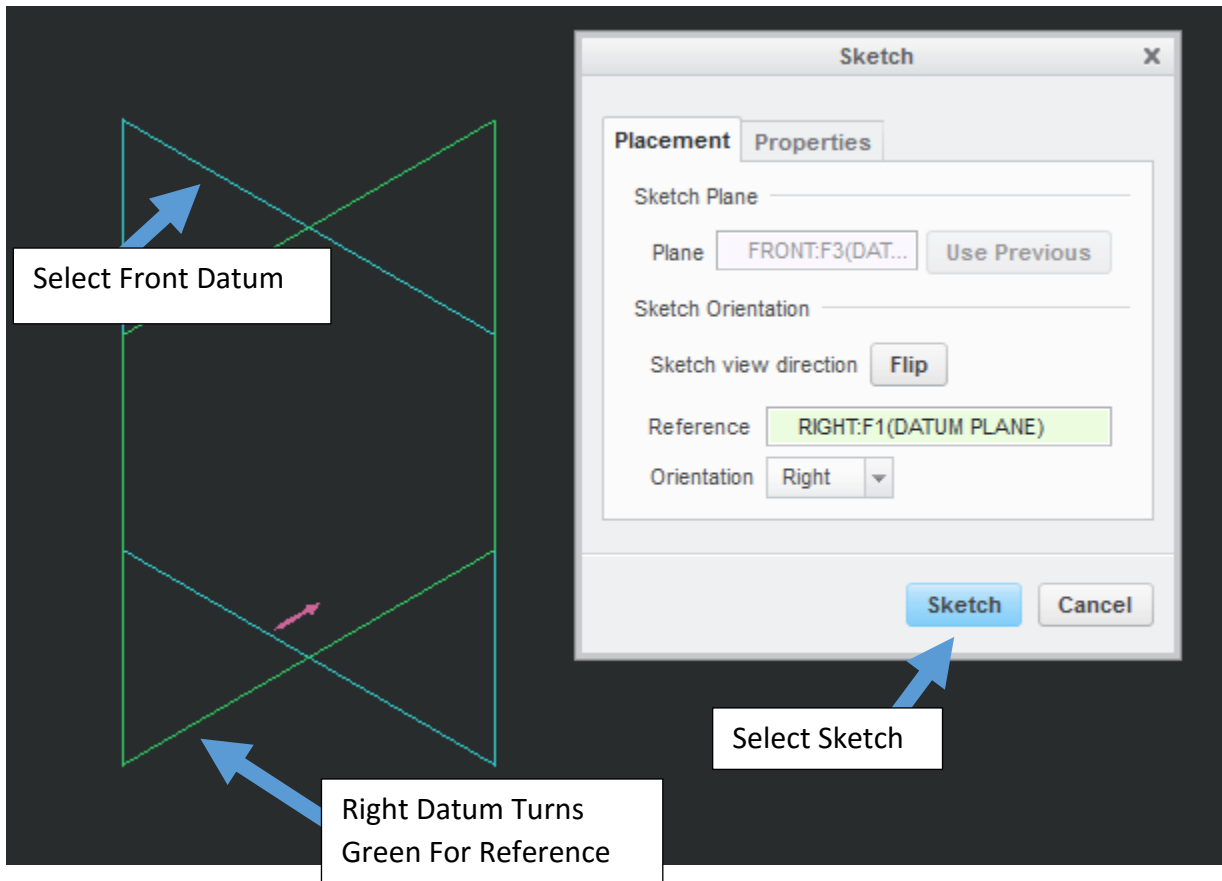 Sketch X
Placement Properties
Sketch Plane
Plane FRONT:F3(DAT... Use Previous
Select Front Datum
Sketch Orientation
Sketch view direction Flip
Reference RIGHT:F1(DATUM PLANE)
Orientation Right
Sketch Cancel
Select Sketch
Right Datum Turns
Green For Reference